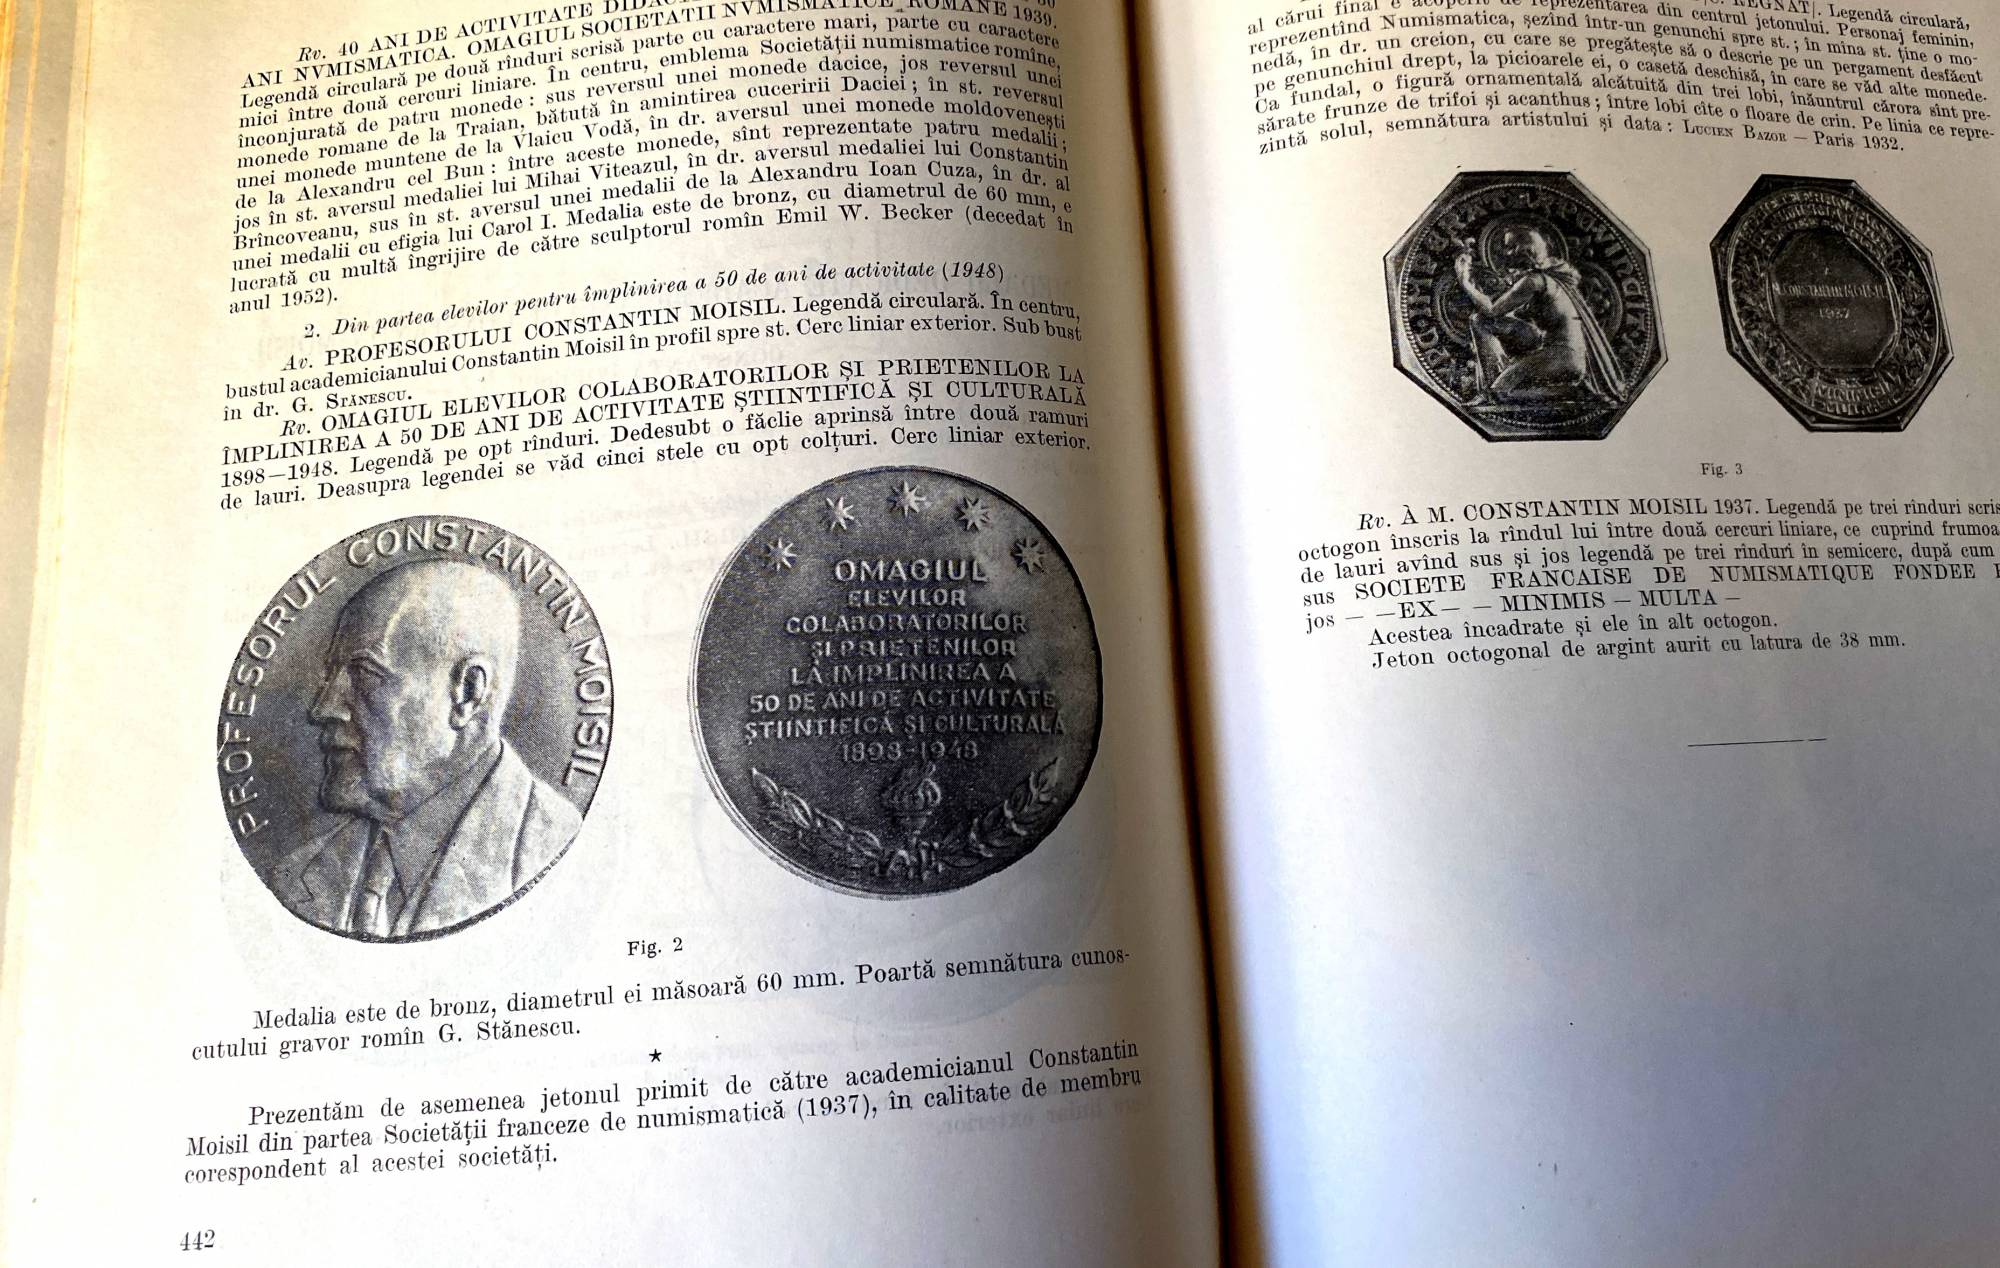 Rv. 40 ANI DE ACTIVITATE
ANI NVMISMATICA. OMAGIUL SOCIETATII NVMISMATICE ROMANE 1939.
Legendă circulară pe două rînduri scrisă parte cu caractere mari, parte cu caractere
mici între două cercuri liniare. În centru, emblema Societății numismatice romîne,
înconjurată de patru monede: sus reversul unei monede dacice, jos reversul unei
monede romane de la Traian, bătută în amintirea cuceririi Daciei; în st. reversul
unei monede muntene de la Vlaicu Vodă, în dr. aversul unei monede moldovenești
de la Alexandru cel Bun: între aceste monede, sînt reprezentate patru medalii;
jos în st. aversul medaliei lui Mihai Viteazul, în dr. aversul medaliei lui Constantin
Brîncoveanu, sus în st. aversul unei medalii de la Alexandru Ioan Cuza, în dr. al
unei medalii cu efigia lui Carol I. Medalia este de bronz, cu diametrul de 60 mm, e
lucrată cu multă îngrijire de către sculptorul romîn Emil W. Becker (decedat în
anul 1952).
2. Din partea elevilor pentru împlinirea a 50 de ani de activitate (1948)
Av. PROFESORULUI CONSTANTIN MOISIL. Legendă circulară. În centru,
bustul academicianului Constantin Moisil în profil spre st. Cerc liniar exterior. Sub bust
în dr. G. STĂNESCU.
Rv. OMAGIUL ELEVILOR COLABORATORILOR ȘI PRIETENILOR LA
ÎMPLINIREA A 50 DE ANI DE ACTIVITATE ȘTIINTIFICĂ ȘI CULTURALĂ
1898—1948. Legendă pe opt rînduri. Dedesubt o făclie aprinsă între două ramuri
de lauri. Deasupra legendei se văd cinci stele cu opt colțuri. Cerc liniar exterior.
PROFESORUL CONSTANTIN MOISIL
OMAGIUL
ELEVILOR
COLABORATORILOR
ȘI PRIETENILOR
LA IMPLINIREA A
50 DE ANI DE ACTIVITATE
ȘTIINTIFICĂ ȘI CULTURALĂ
1898-1948
Fig. 2
Medalia este de bronz, diametrul ei măsoară 60 mm. Poartă semnătura cunos-
cutului gravor romîn G. Stănescu.
★
Prezentăm de asemenea jetonul primit de către academicianul Constantin
Moisil din partea Societății franceze de numismatică (1937), în calitate de membru
corespondent al acestei societăți.
442
REGNAT/. Legendă circulară,
al cărui final e acoperit de reprezentarea din centrul jetonului. Personaj feminin,
reprezentînd Numismatica, șezînd într-un genunchi spre st.; în mîna st. ține o mo-
nedă, în dr. un creion, cu care se pregătește să o descrie pe un pergament desfăcut
pe genunchiul drept, la picioarele ei, o casetă deschisă, în care se văd alte monede.
Ca fundal, o figură ornamentală alcătuită din trei lobi, înăuntrul cărora sînt pre-
sărate frunze de trifoi și acanthus; între lobi cîte o floare de crin. Pe linia ce repre-
zintă solul, semnătura artistului și data: LUCIEN BAZOR — Paris 1932.
CONSTANTIN MOISIL
1937
Fig. 3
Rv. À M. CONSTANTIN MOISIL 1937. Legendă pe trei rînduri
octogon înscris la rîndul lui între două cercuri liniare, ce cuprind
de lauri avînd sus și jos legendă pe trei rînduri în semicerc, după cum
sus SOCIETE FRANCAISE DE NUMISMATIQUE FONDEE
jos — —EX— — MINIMIS — MULTA —
Acestea încadrate și ele în alt octogon.
Jeton octogonal de argint aurit cu latura de 38 mm.